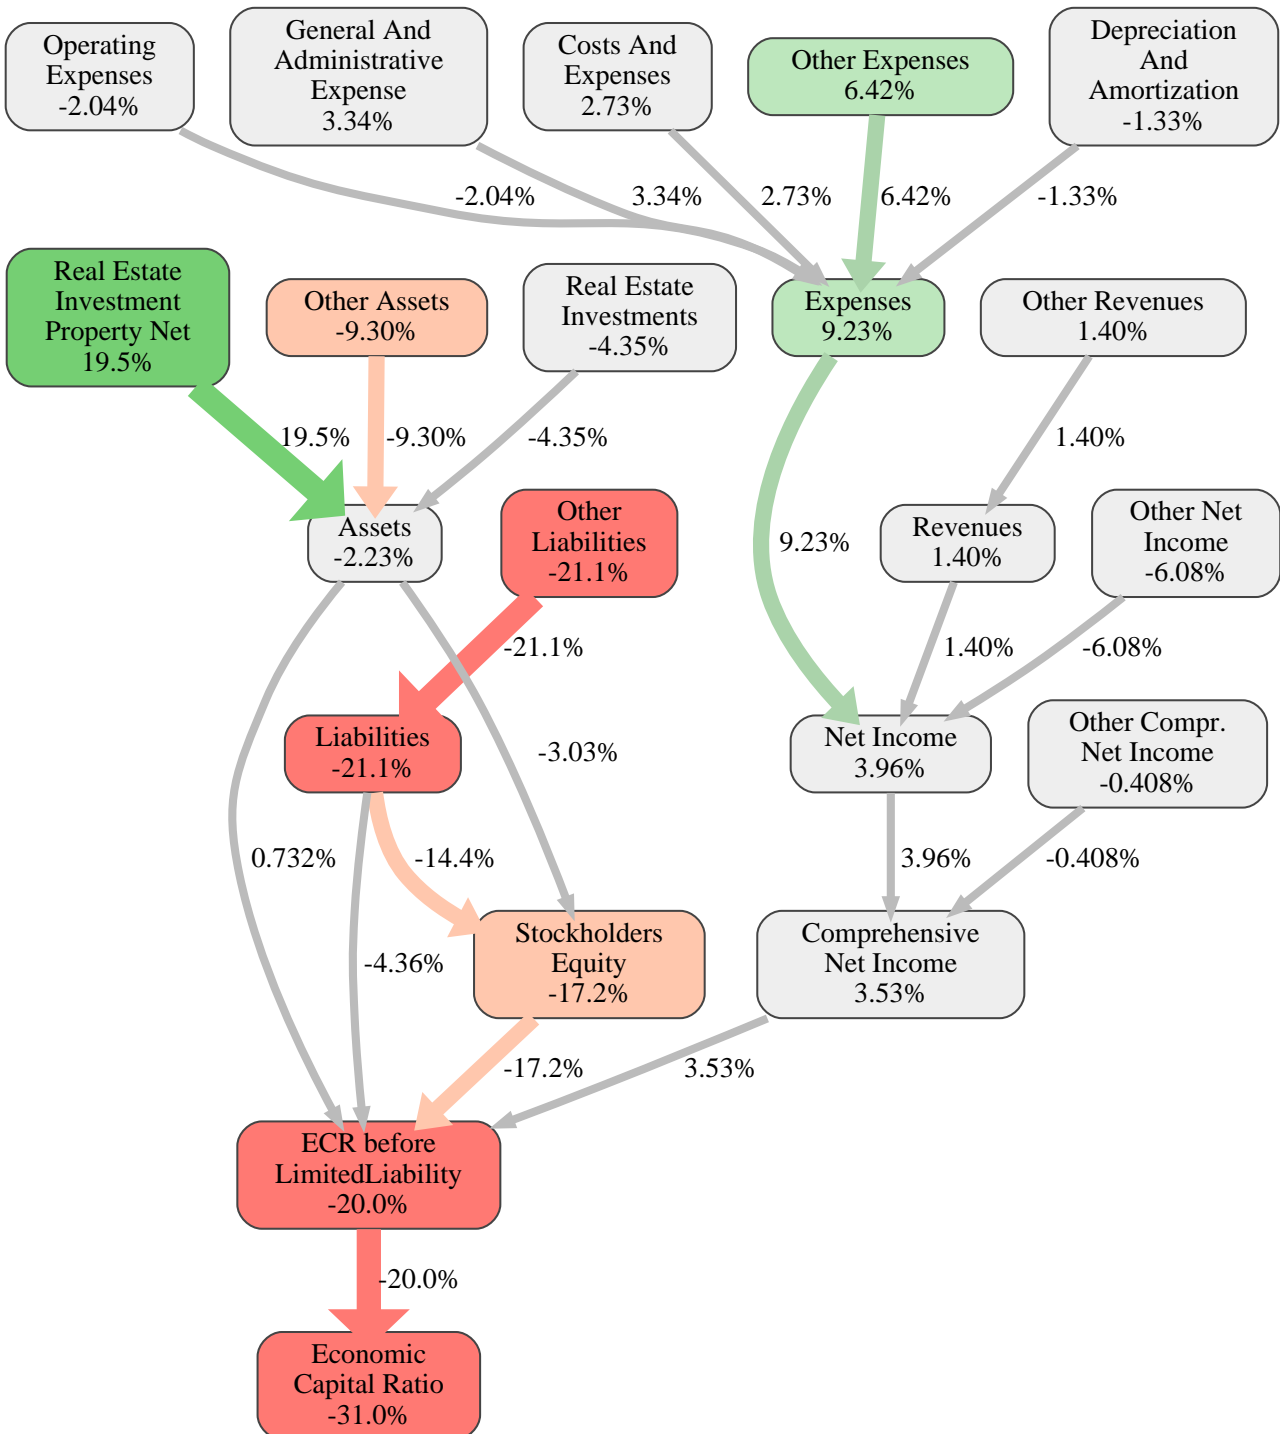 Operating
Expenses
-2.04%
General And
Administrative
Expense
3.34%
Costs And
Expenses
2.73%
Other Expenses
6.42%
Depreciation
And
Amortization
-1.33%
-2.04%
3.34%
2.73%
6.42%
-1.33%
Real Estate
Investment
Property Net
19.5%
Other Assets
-9.30%
Real Estate
Investments
-4.35%
Expenses
9.23%
Other Revenues
1.40%
19.5%
-9.30%
-4.35%
1.40%
Assets
-2.23%
Other
Liabilities
-21.1%
9.23%
Revenues
1.40%
Other Net
Income
-6.08%
-21.1%
1.40%
-6.08%
Liabilities
-21.1%
-3.03%
Net Income
3.96%
Other Compr.
Net Income
-0.408%
0.732%
-14.4%
3.96%
-0.408%
-4.36%
Stockholders
Equity
-17.2%
Comprehensive
Net Income
3.53%
-17.2%
3.53%
ECR before
LimitedLiability
-20.0%
-20.0%
Economic
Capital Ratio
-31.0%